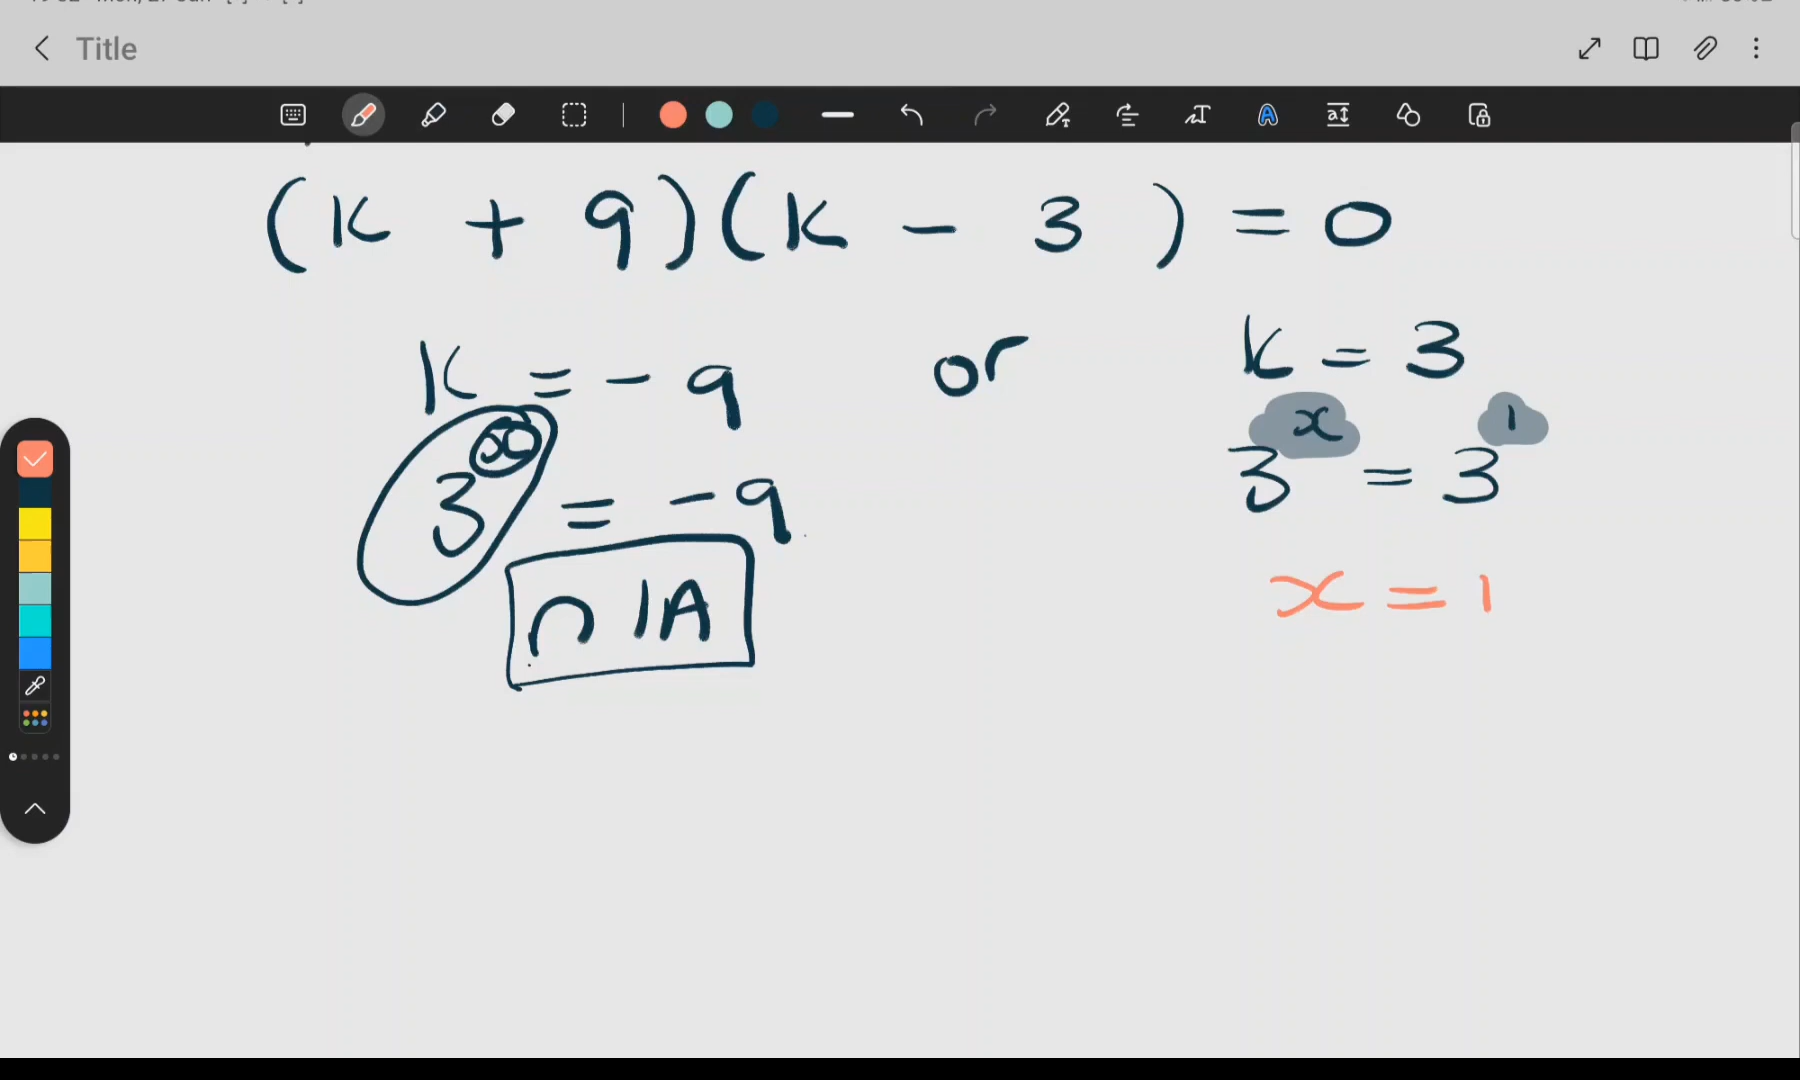 Title
(k + 9)(k - 3) = 0
k = - 9 or k = 3
3^x = - 9 3^x = 3^1
n/A x = 1